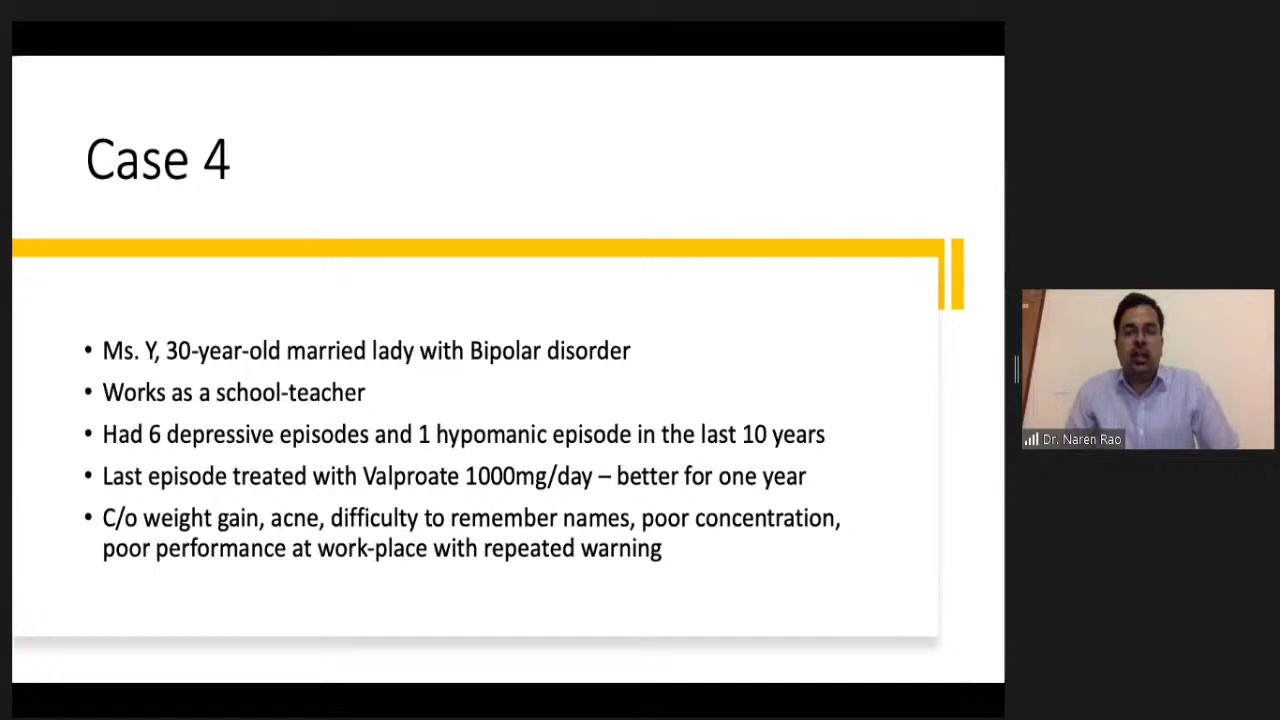 Case 4
• Ms. Y, 30-year-old married lady with Bipolar disorder
• Works as a school-teacher
• Had 6 depressive episodes and 1 hypomanic episode in the last 10 years
• Last episode treated with Valproate 1000mg/day – better for one year
• C/o weight gain, acne, difficulty to remember names, poor concentration,
poor performance at work-place with repeated warning
Dr. Naren Rao